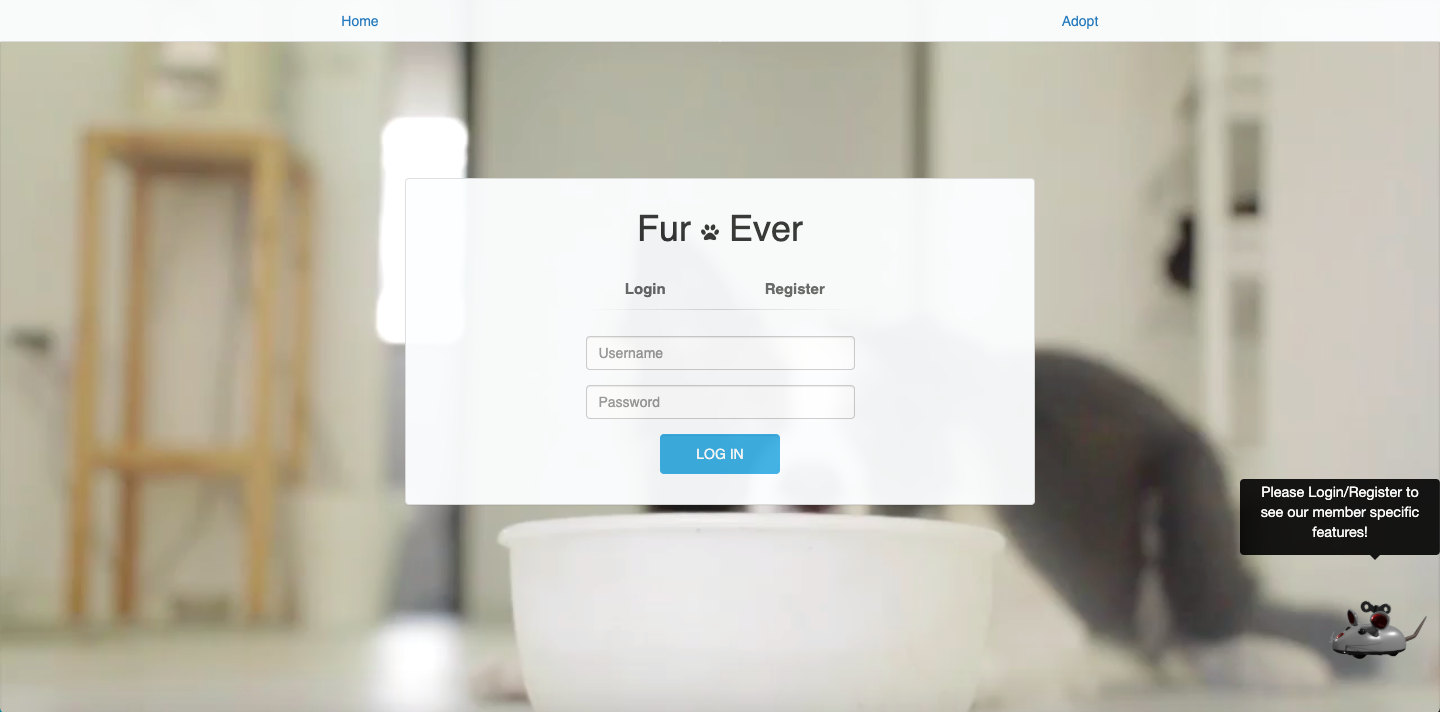 Home Adopt
Fur Ever
Login Register
Username
Password
LOG IN
Please Login/Register to
see our member specific
features!